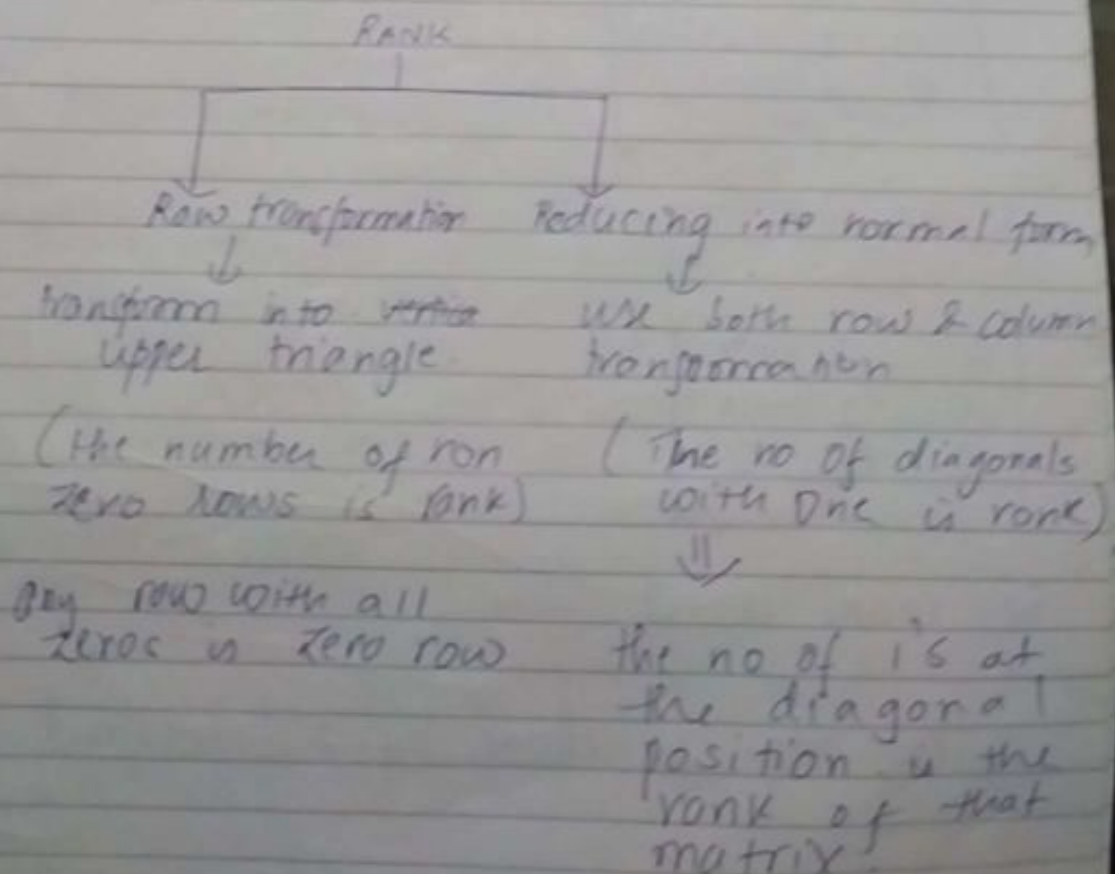 RANK
Row transformation
Reducing into normal form
transform into
upper triangle
use both row & column
transformation
(the number of non
zero rows is rank)
(The no of diagonals
with One is rank)
Any row with all
zeros is zero row
the no of 1's at
the diagonal
position is the
rank of that
matrix.